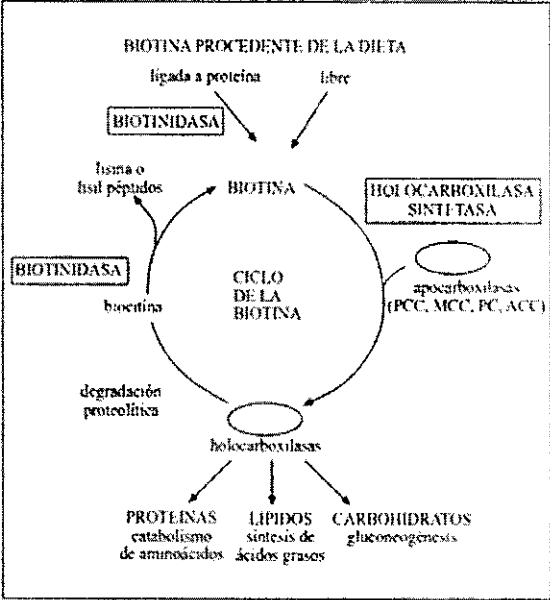 BIOTINA PROCEDENTE DE LA DIETA
ligada a proteína
libre
BIOTINIDASA
lisina o
lisil péptidos
BIOTINA
HOLOCARBOXILASA
SINTETASA
BIOTINIDASA
CICLO
DE LA
BIOTINA
apocarboxilasas
(PCC, MCC, PC, ACC)
biocitina
degradación
proteolítica
holocarboxilasas
PROTEINAS
catabolismo
de aminoácidos
LIPIDOS
síntesis de
ácidos grasos
CARBOHIDRATOS
gluconeogénesis